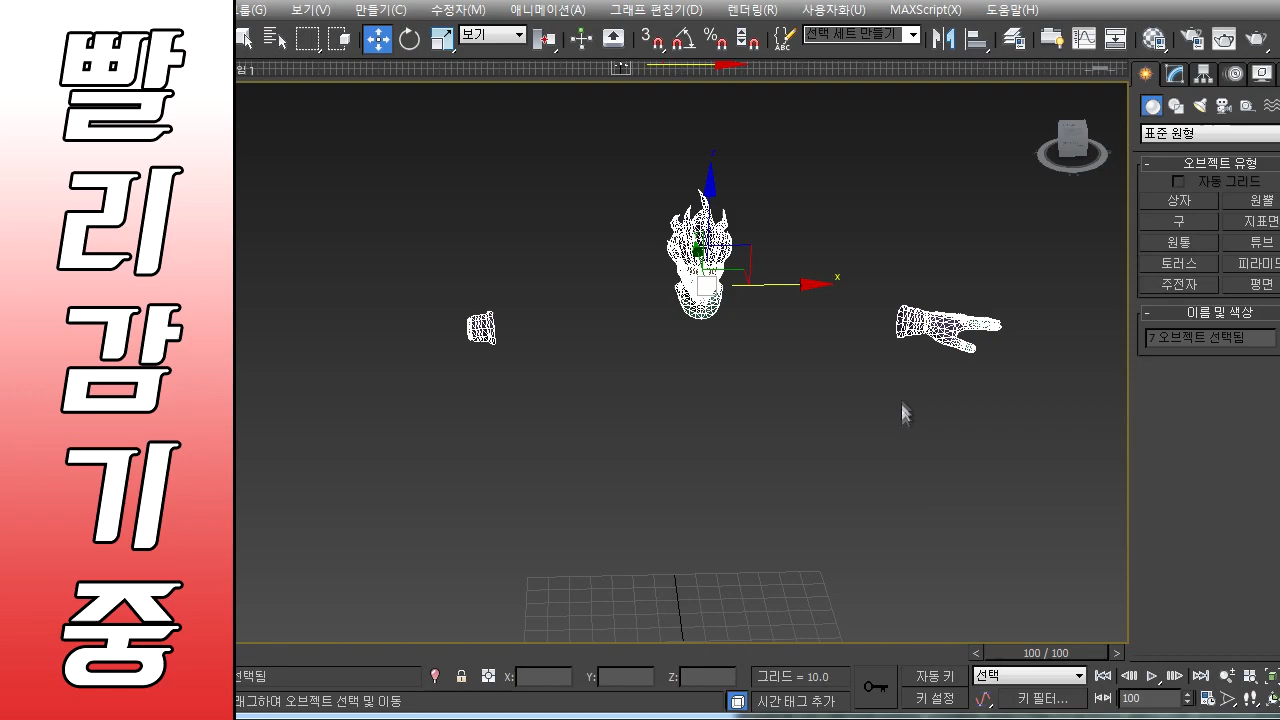 빨
리
감
기
중
룹(G) 보기(V) 만들기(C) 수정자(M) 애니메이션(A) 그래프 편집기(D) 렌더링(R) 사용자화(U) MAXScript(X) 도움말(H)
보기 3 % ABC 선택 세트 만들기
임 1
z
x
표준 원형
- 오브젝트 유형
자동 그리드
상자 원뿔
구 지표면
튜브
토러스 피라미드
주전자 평면
- 이름 및 색상
7 오브젝트 선택됨
< 100 / 100 >
선택됨 X: Y: Z: 그리드 = 10.0 자동 키 선택
래그하여 오브젝트 선택 및 이동 시간 태그 추가 키 설정 키 필터... 100